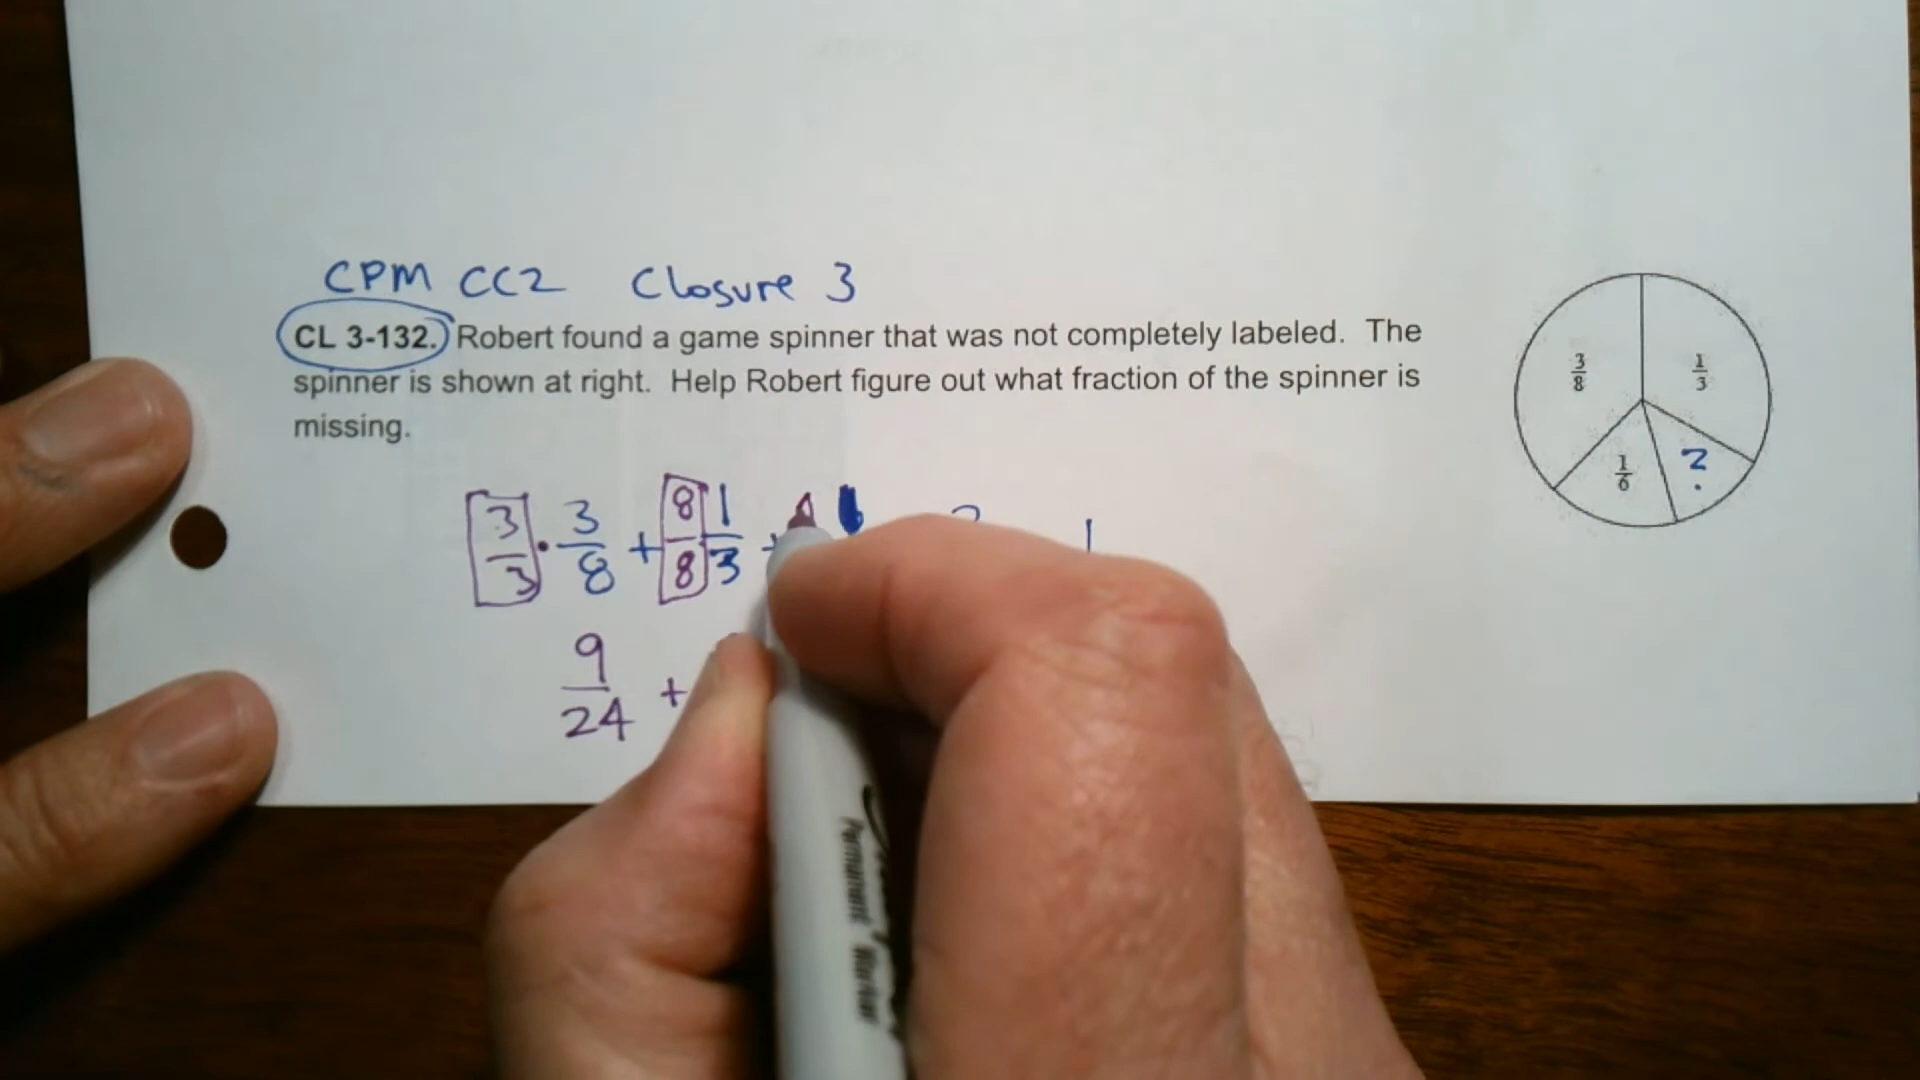 CPM CC2 Closure 3
CL 3-132. Robert found a game spinner that was not completely labeled. The
spinner is shown at right. Help Robert figure out what fraction of the spinner is
missing.
3/8 1/3
1/6 ?
3/3 · 3/8 + 8/8 1/3 +
9/24 +
Permanent Marker